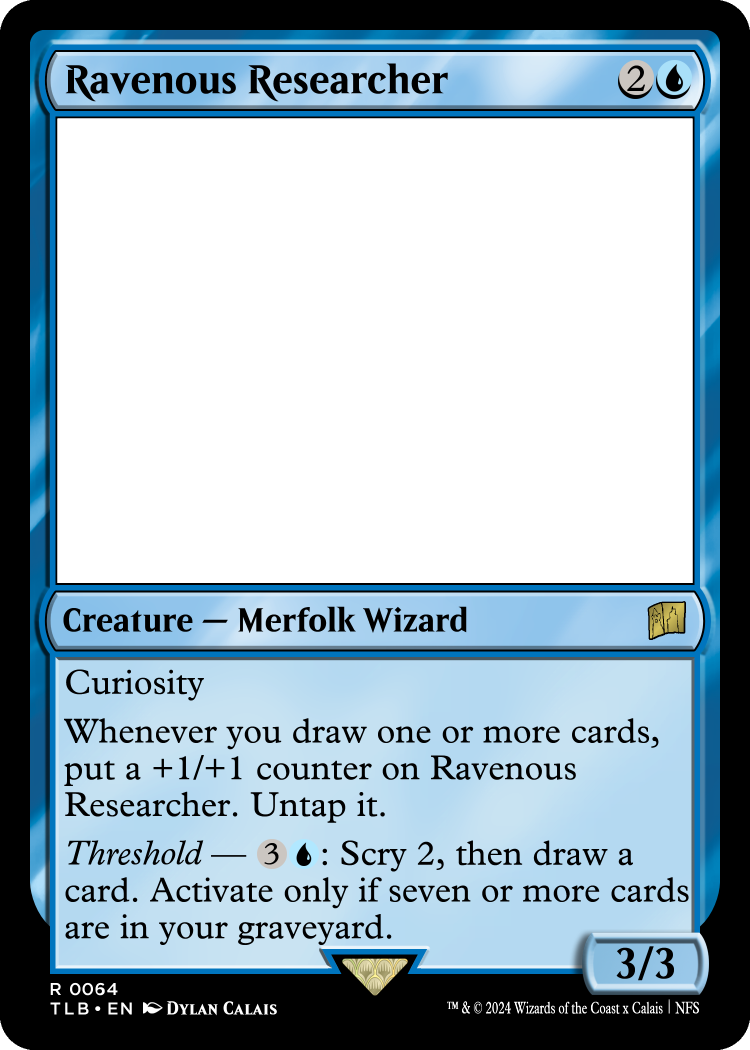 Ravenous Researcher 2
Creature — Merfolk Wizard
Curiosity
Whenever you draw one or more cards,
put a +1/+1 counter on Ravenous
Researcher. Untap it.
Threshold — 3 : Scry 2, then draw a
card. Activate only if seven or more cards
are in your graveyard.
3/3
R 0064
TLB • EN Dylan Calais
™ & © 2024 Wizards of the Coast x Calais | NFS